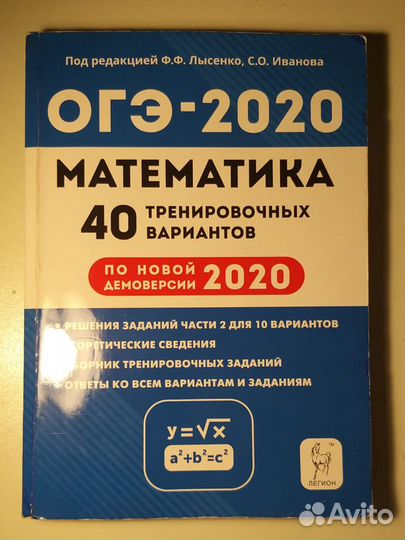 Под редакцией Ф.Ф. Лысенко, С.О. Иванова
ОГЭ-2020
МАТЕМАТИКА
40 ТРЕНИРОВОЧНЫХ
ВАРИАНТОВ
ПО НОВОЙ
ДЕМОВЕРСИИ 2020
РЕШЕНИЯ ЗАДАНИЙ ЧАСТИ 2 ДЛЯ 10 ВАРИАНТОВ
СВЕДЕНИЯ
ТРЕНИРОВОЧНЫХ ЗАДАНИЙ
ОТВЕТЫ КО ВСЕМ ВАРИАНТАМ И ЗАДАНИЯМ
y=√x
a²+b²=c²
TM
ЛЕГИОН
Avito